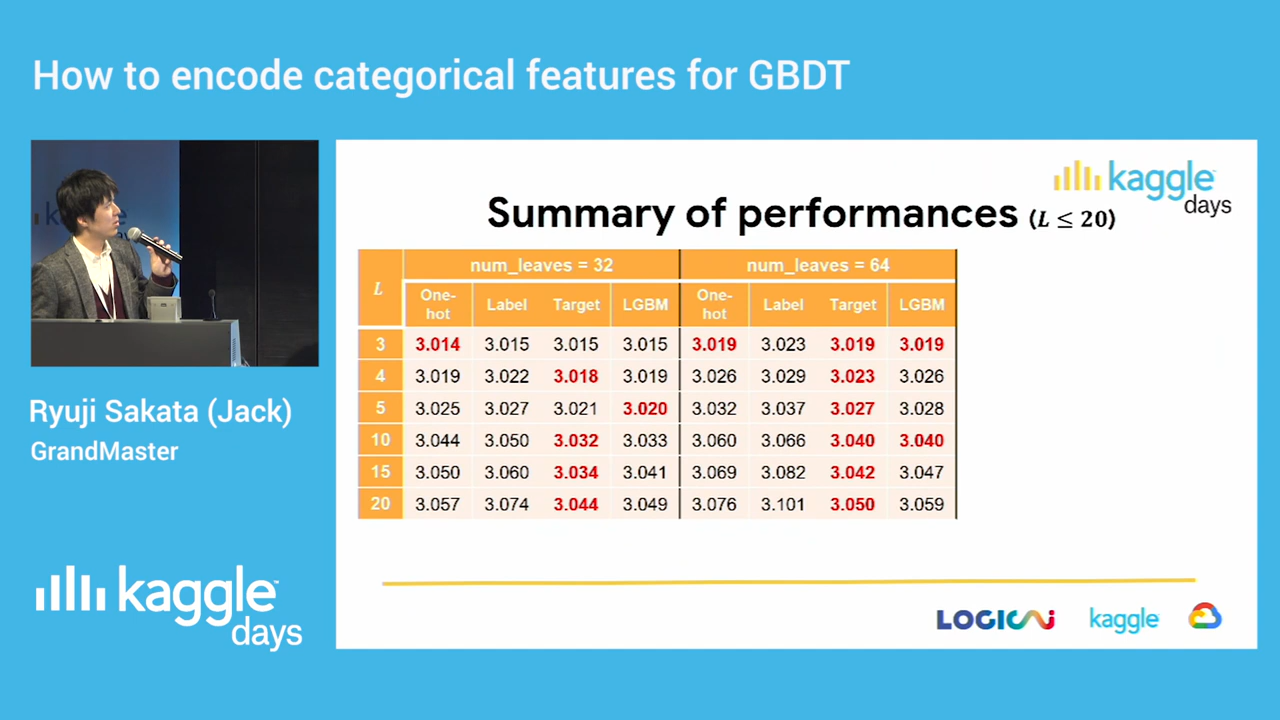 How to encode categorical features for GBDT
kaggle
days
Summary of performances (L ≤ 20)
L num_leaves = 32 num_leaves = 64
One-hot Label Target LGBM One-hot Label Target LGBM
3 3.014 3.015 3.015 3.015 3.019 3.023 3.019 3.019
4 3.019 3.022 3.018 3.019 3.026 3.029 3.023 3.026
5 3.025 3.027 3.021 3.020 3.032 3.037 3.027 3.028
10 3.044 3.050 3.032 3.033 3.060 3.066 3.040 3.040
15 3.050 3.060 3.034 3.041 3.069 3.082 3.042 3.047
20 3.057 3.074 3.044 3.049 3.076 3.101 3.050 3.059
Ryuji Sakata (Jack)
GrandMaster
kaggle™
days
LOGICAI kaggle